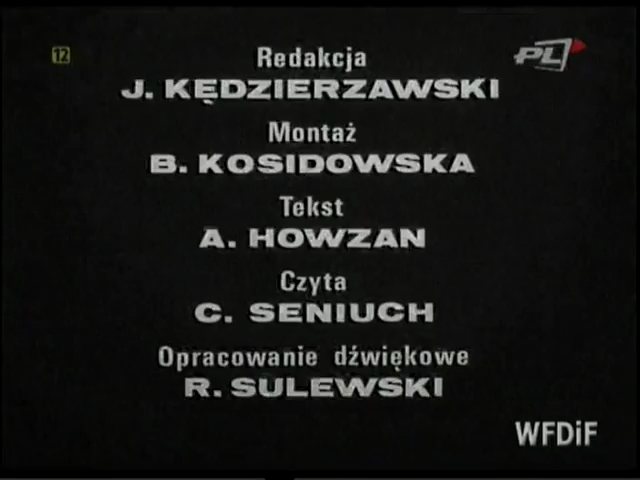 12
PL
Redakcja
J. KĘDZIERZAWSKI
Montaż
B. KOSIDOWSKA
Tekst
A. HOWZAN
Czyta
C. SENIUCH
Opracowanie dźwiękowe
R. SULEWSKI
WFDiF